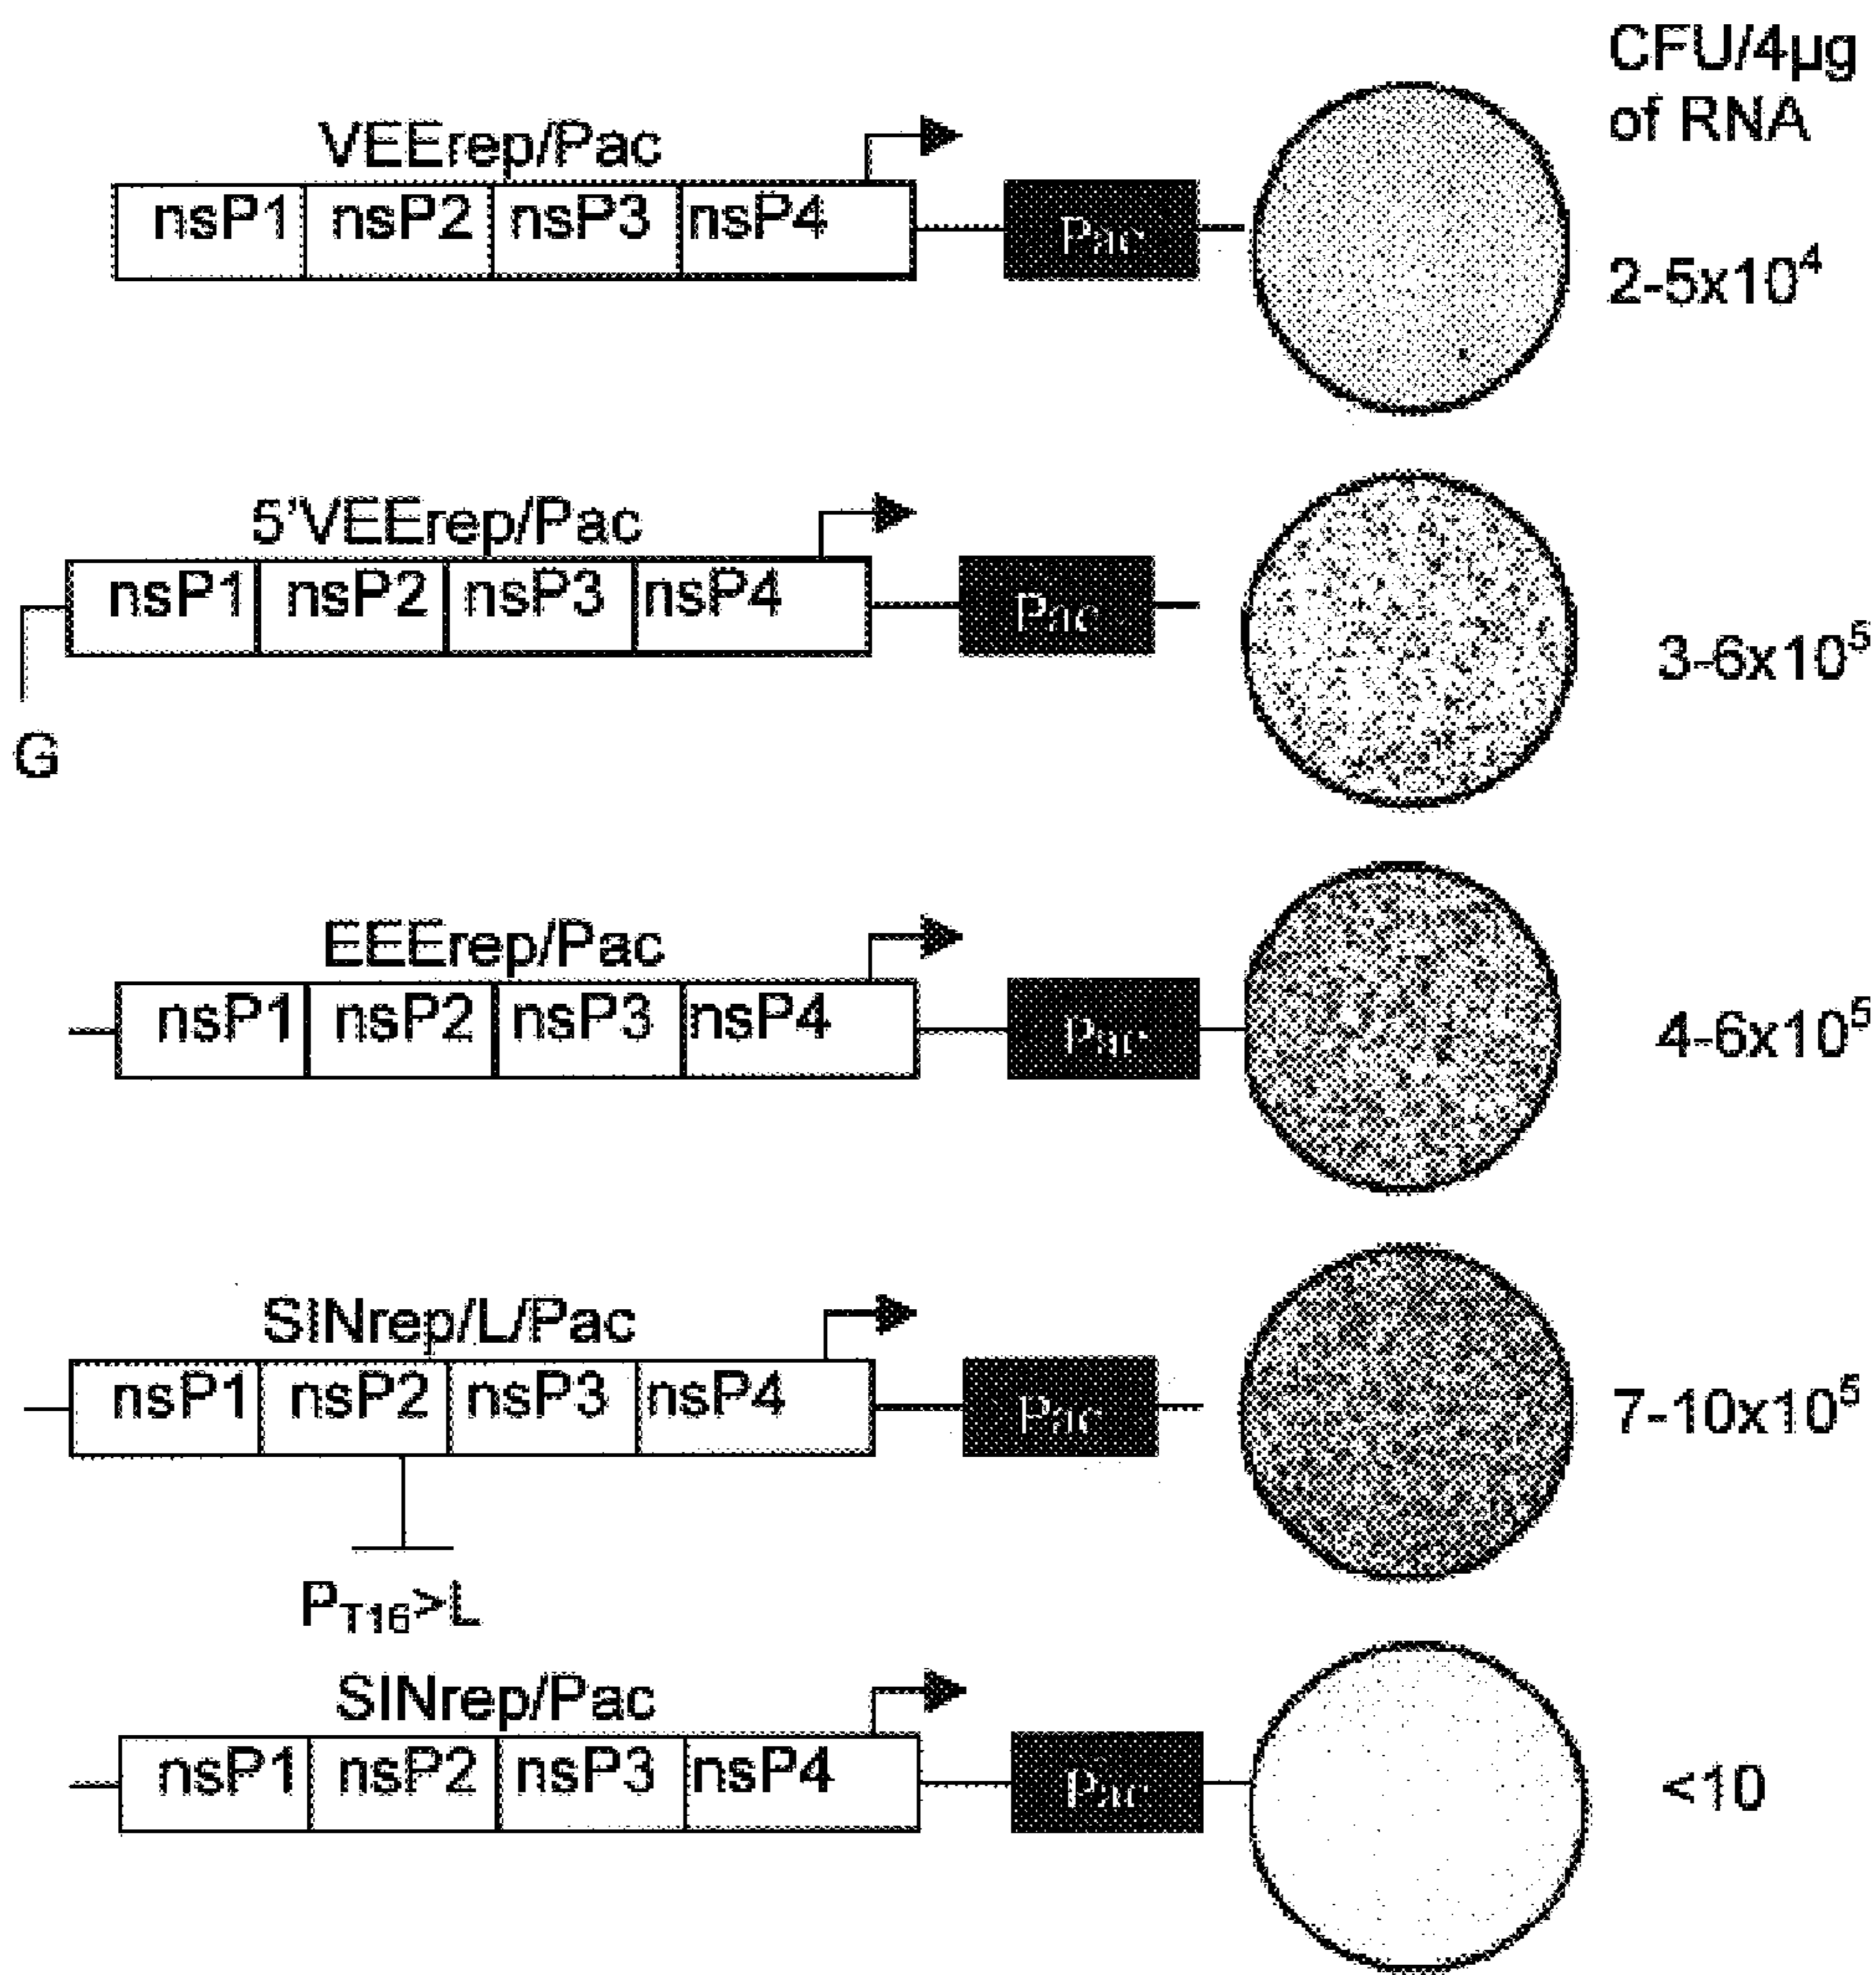 CFU/4µg
of RNA
VEErep/Pac
nsP1 nsP2 nsP3 nsP4 Pac
2-5x10⁴
5'VEErep/Pac
nsP1 nsP2 nsP3 nsP4 Pac
3-6x10⁵
G
EEErep/Pac
nsP1 nsP2 nsP3 nsP4 Pac
4-6x10⁵
SINrep/L/Pac
nsP1 nsP2 nsP3 nsP4 Pac
7-10x10⁵
P_T16>L
SINrep/Pac
nsP1 nsP2 nsP3 nsP4 Pac
<10